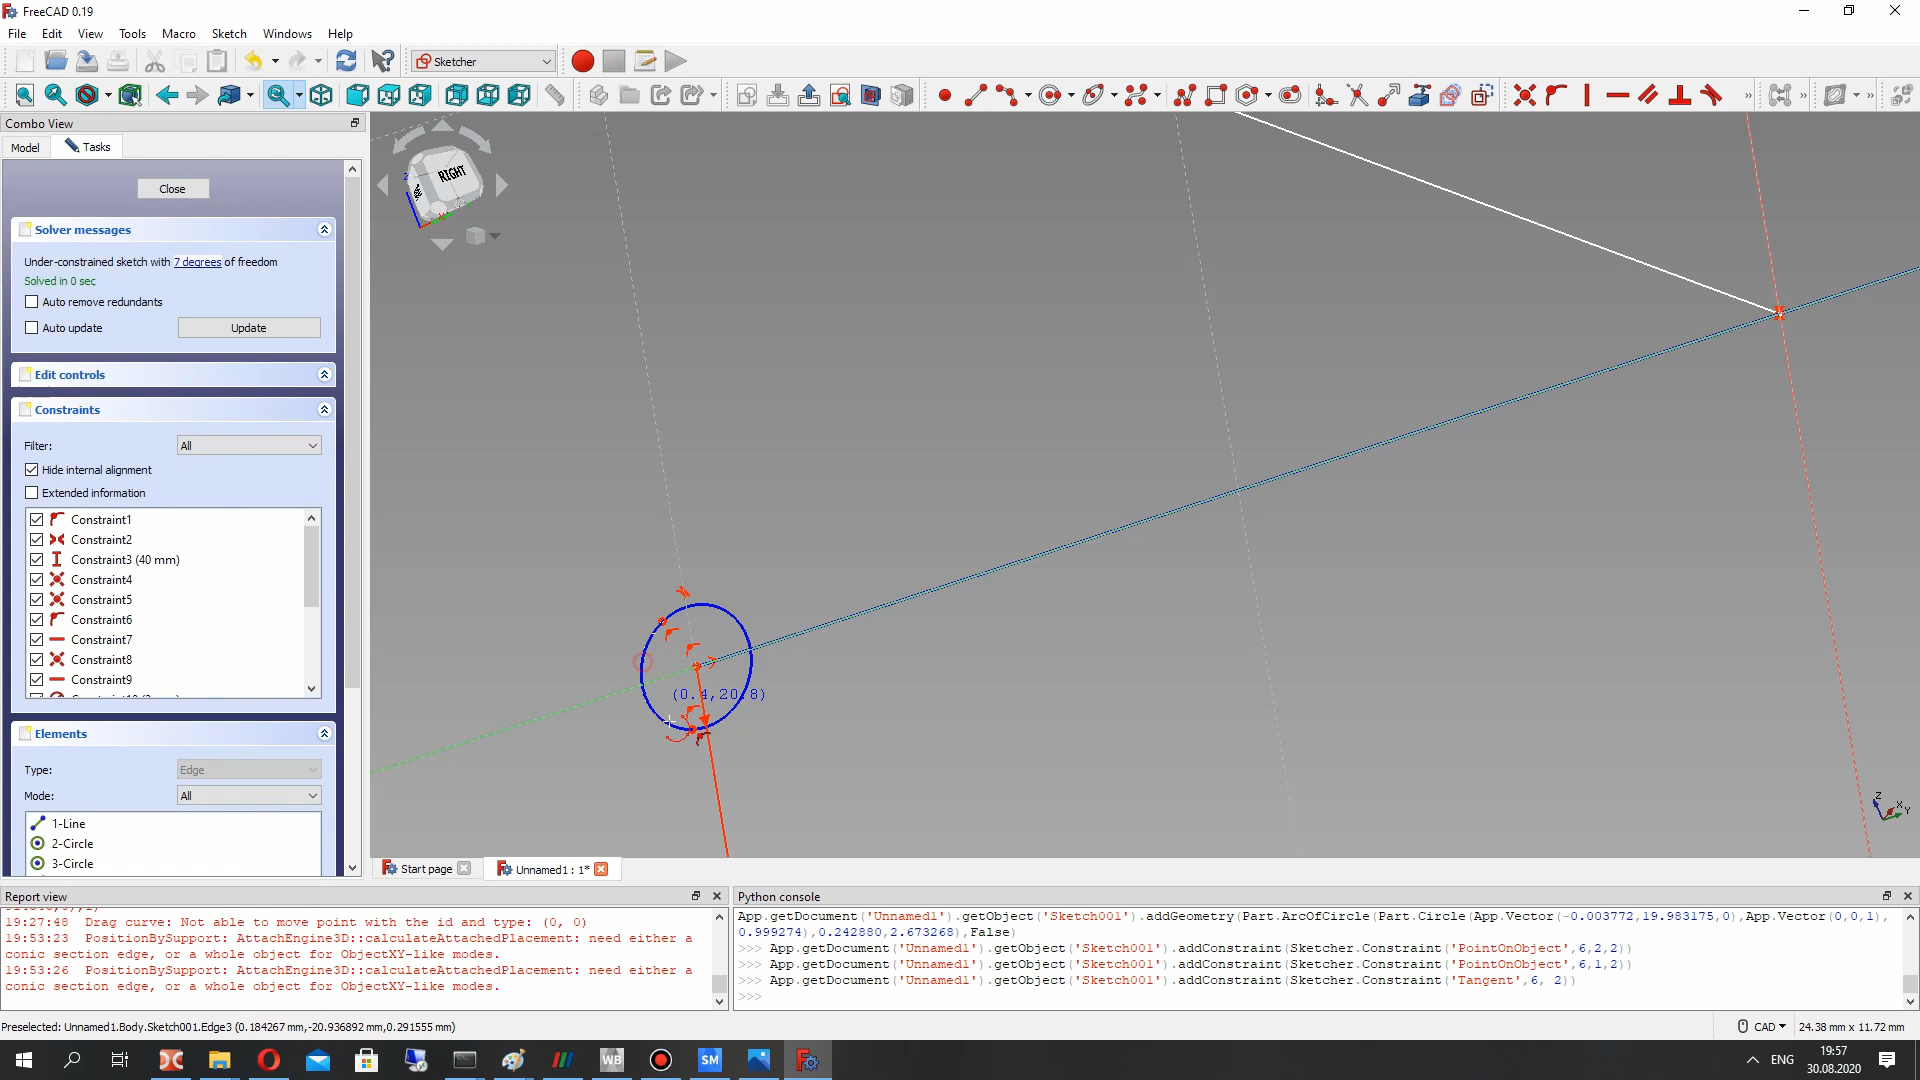 FreeCAD 0.19
File Edit View Tools Macro Sketch Windows Help
Sketcher
Combo View
Model Tasks
Close
Solver messages
Under-constrained sketch with 7 degrees of freedom
Solved in 0 sec
Auto remove redundants
Auto update Update
Edit controls
Constraints
Filter: All
Hide internal alignment
Extended information
Constraint1
Constraint2
Constraint3 (40 mm)
Constraint4
Constraint5
Constraint6
Constraint7
Constraint8
Constraint9
Elements
Type: Edge
Mode: All
1-Line
2-Circle
3-Circle
RIGHT
(0.4,20.8)
Z
X
Y
Start page Unnamed1 : 1*
Report view
19:27:48 Drag curve: Not able to move point with the id and type: (0, 0)
19:53:23 PositionBySupport: AttachEngine3D::calculateAttachedPlacement: need either a
conic section edge, or a whole object for ObjectXY-like modes.
19:53:26 PositionBySupport: AttachEngine3D::calculateAttachedPlacement: need either a
conic section edge, or a whole object for ObjectXY-like modes.
Python console
App.getDocument('Unnamed1').getObject('Sketch001').addGeometry(Part.ArcOfCircle(Part.Circle(App.Vector(-0.003772,19.983175,0),App.Vector(0,0,1),
0.999274),0.242880,2.673268),False)
>>> App.getDocument('Unnamed1').getObject('Sketch001').addConstraint(Sketcher.Constraint('PointOnObject',6,2,2))
>>> App.getDocument('Unnamed1').getObject('Sketch001').addConstraint(Sketcher.Constraint('PointOnObject',6,1,2))
>>> App.getDocument('Unnamed1').getObject('Sketch001').addConstraint(Sketcher.Constraint('Tangent',6, 2))
>>>
Preselected: Unnamed1.Body.Sketch001.Edge3 (0.184267 mm,-20.936892 mm,0.291555 mm)
CAD 24.38 mm x 11.72 mm
WB SM ENG
19:57
30.08.2020